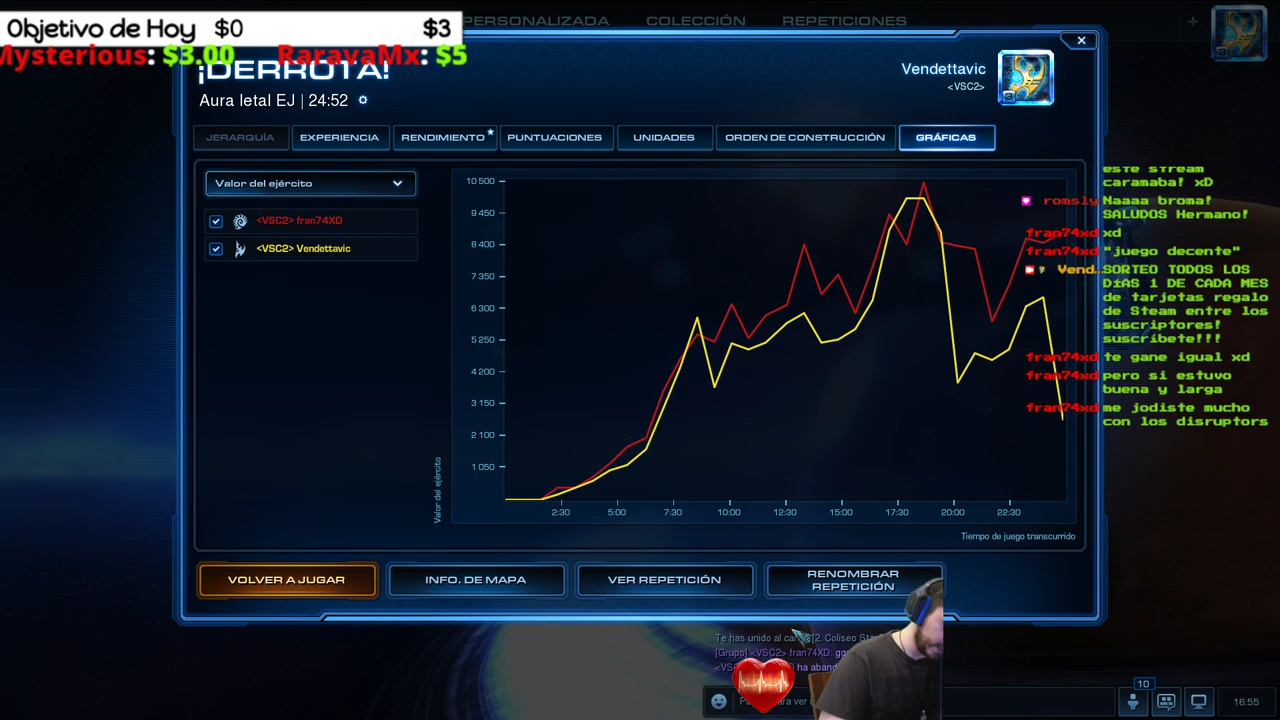 Objetivo de Hoy $0 $3
Mysterious: $3.00 RaravaMx: $5
PERSONALIZADA COLECCIÓN REPETICIONES
¡DERROTA!
Aura letal EJ | 24:52
Vendettavic
<VSC2>
3
JERARQUÍA EXPERIENCIA RENDIMIENTO PUNTUACIONES UNIDADES ORDEN DE CONSTRUCCIÓN GRÁFICAS
Valor del ejército
<VSC2> fran74XD
<VSC2> Vendettavic
10 500
9 450
8 400
7 350
6 300
5 250
4 200
3 150
2 100
1 050
Valor del ejército
2:30 5:00 7:30 10:00 12:30 15:00 17:30 20:00 22:30
Tiempo de juego transcurrido
este stream
caramaba! xD
romsly Naaaa broma!
SALUDOS Hermano!
fran74xd xd
fran74xd "juego decente"
Vend... SORTEO TODOS LOS
DíAS 1 DE CADA MES
de tarjetas regalo
de Steam entre los
suscriptores!
suscríbete!!!
fran74xd te gane igual xd
fran74xd pero si estuvo
buena y larga
fran74xd me jodiste mucho
con los disruptors
VOLVER A JUGAR INFO. DE MAPA VER REPETICIÓN RENOMBRAR
REPETICIÓN
Te has unido al [2. Coliseo
[Grupo] <VSC2> fran74XD:
ha
10
16:55